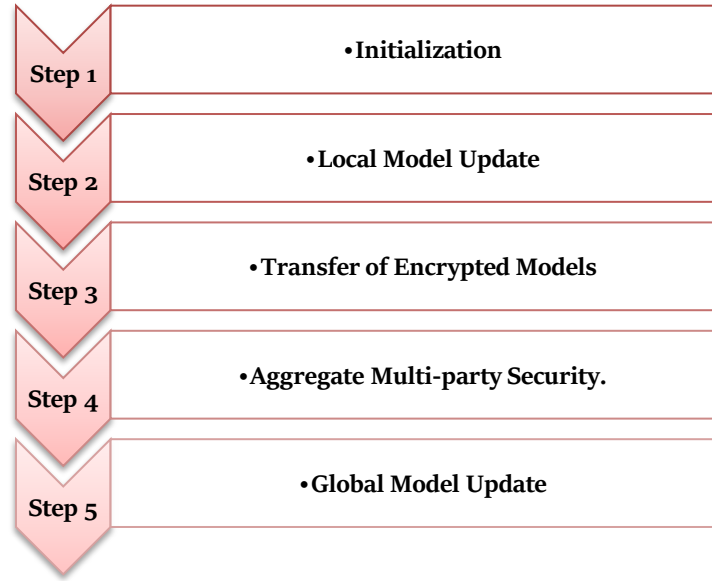 Step 1
•Initialization
Step 2
•Local Model Update
Step 3
•Transfer of Encrypted Models
Step 4
•Aggregate Multi-party Security.
Step 5
•Global Model Update